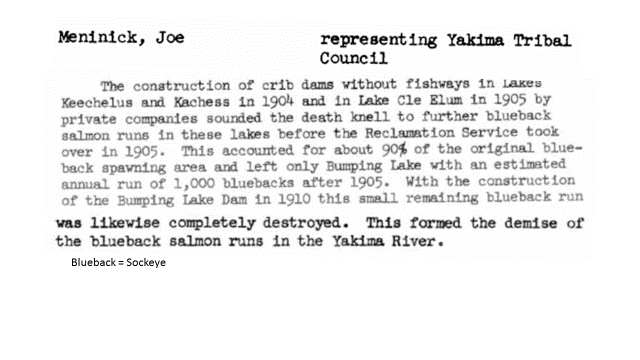 Meninick, Joe representing Yakima Tribal
Council
The construction of crib dams without fishways in Lakes
Keechelus and Kachess in 1904 and in Lake Cle Elum in 1905 by
private companies sounded the death knell to further blueback
salmon runs in these lakes before the Reclamation Service took
over in 1905. This accounted for about 90% of the original blue-
back spawning area and left only Bumping Lake with an estimated
annual run of 1,000 bluebacks after 1905. With the construction
of the Bumping Lake Dam in 1910 this small remaining blueback run
was likewise completely destroyed. This formed the demise of
the blueback salmon runs in the Yakima River.
Blueback = Sockeye